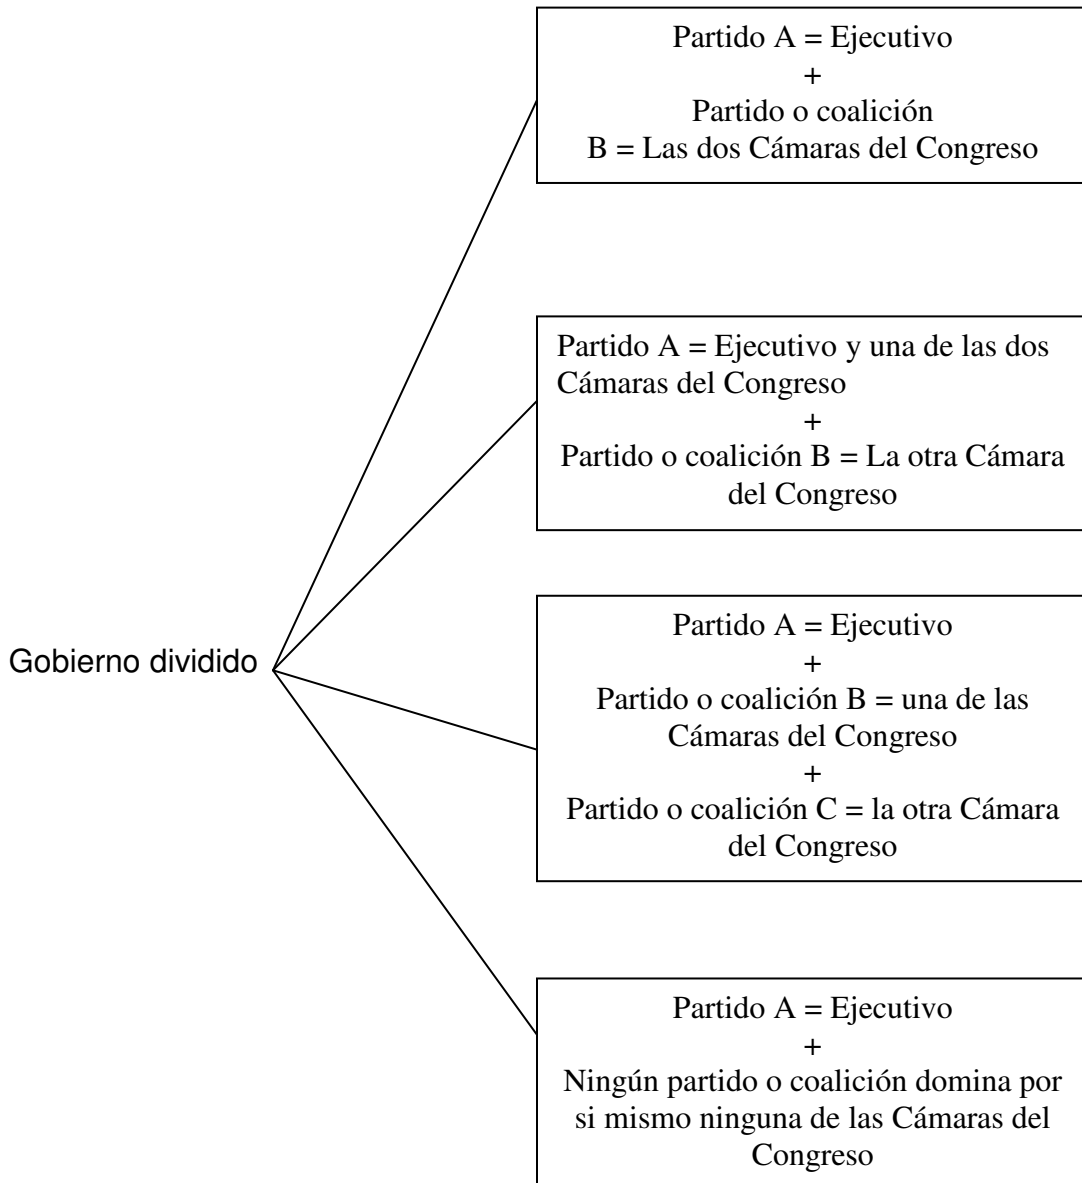 Partido A = Ejecutivo
+
Partido o coalición
B = Las dos Cámaras del Congreso
Partido A = Ejecutivo y una de las dos
Cámaras del Congreso
+
Partido o coalición B = La otra Cámara
del Congreso
Gobierno dividido
Partido A = Ejecutivo
+
Partido o coalición B = una de las
Cámaras del Congreso
+
Partido o coalición C = la otra Cámara
del Congreso
Partido A = Ejecutivo
+
Ningún partido o coalición domina por
si mismo ninguna de las Cámaras del
Congreso